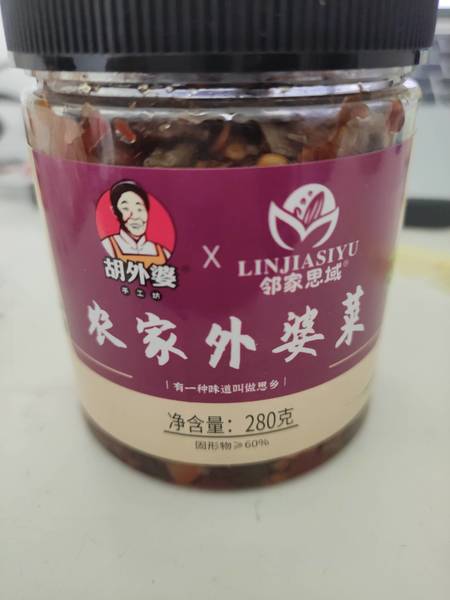 胡外婆®
手工坊
X
LINJIASIYU
邻家思域®
农家外婆菜
有一种味道叫做思乡
净含量：280克
固形物≥60%